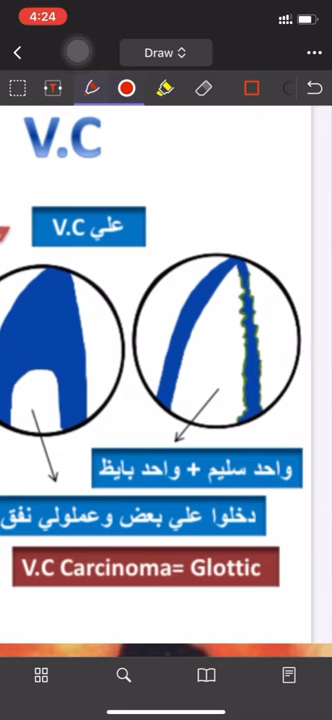 4:24
Draw
T
V.C
علي V.C
واحد سليم + واحد بايظ
دخلوا علي بعض وعملولي نفق
V.C Carcinoma= Glottic